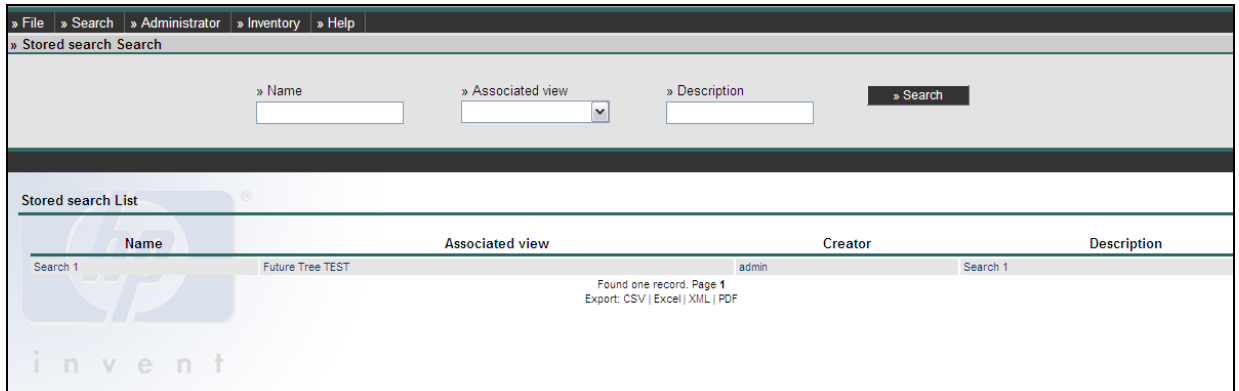 » File » Search » Administrator » Inventory » Help
» Stored search Search
» Name » Associated view » Description
» Search
Stored search List
®
hp
Name Associated view Creator Description
Search 1 Future Tree TEST admin Search 1
Found one record. Page 1
Export: CSV | Excel | XML | PDF
invent